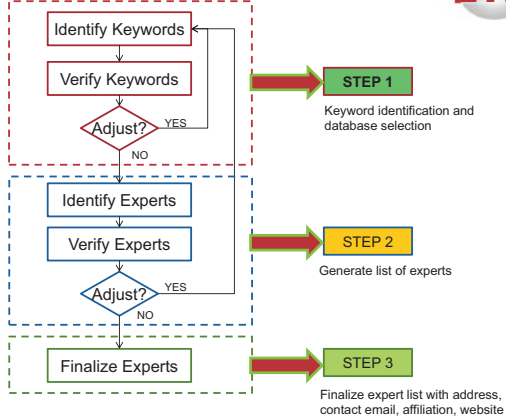 Identify Keywords
Verify Keywords
STEP 1
Keyword identification and
database selection
Adjust?
YES
NO
Identify Experts
Verify Experts
STEP 2
Generate list of experts
Adjust?
YES
NO
Finalize Experts
STEP 3
Finalize expert list with address,
contact email, affiliation, website